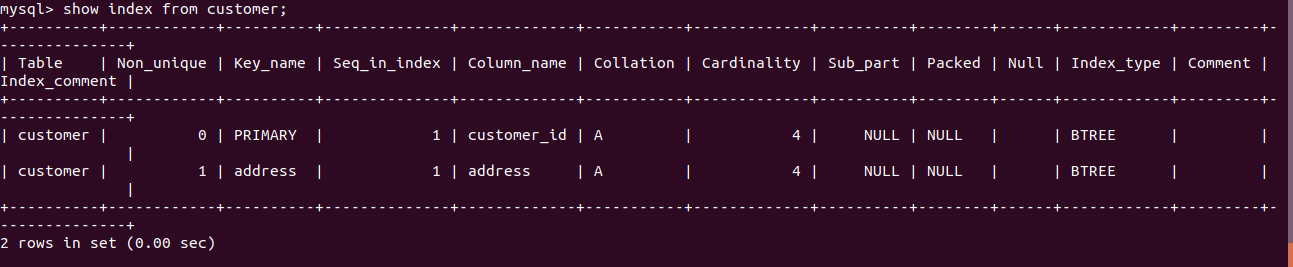 mysql> show index from customer;
+----------+------------+----------+--------------+-------------+-----------+-------------+----------+--------+------+------------+---------+-
--------------+
| Table    | Non_unique | Key_name | Seq_in_index | Column_name | Collation | Cardinality | Sub_part | Packed | Null | Index_type | Comment |
Index_comment |
+----------+------------+----------+--------------+-------------+-----------+-------------+----------+--------+------+------------+---------+-
--------------+
| customer |          0 | PRIMARY  |            1 | customer_id | A         |           4 |     NULL | NULL   |      | BTREE      |         |
              |
| customer |          1 | address  |            1 | address     | A         |           4 |     NULL | NULL   |      | BTREE      |         |
              |
+----------+------------+----------+--------------+-------------+-----------+-------------+----------+--------+------+------------+---------+-
--------------+
2 rows in set (0.00 sec)